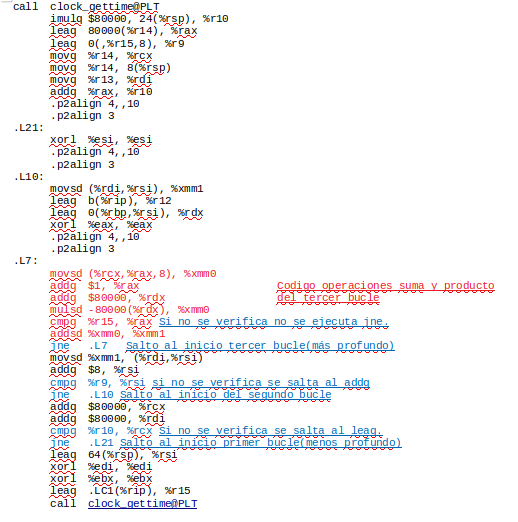 call clock_gettime@PLT
imulq $80000, 24(%rsp), %r10
leaq 80000(%r14), %rax
leaq 0(,%r15,8), %r9
movq %r14, %rcx
movq %r14, 8(%rsp)
movq %r13, %rdi
addq %rax, %r10
.p2align 4,,10
.p2align 3
.L21:
xorl %esi, %esi
.p2align 4,,10
.p2align 3
.L10:
movsd (%rdi,%rsi), %xmm1
leaq b(%rip), %r12
leaq 0(%rbp,%rsi), %rdx
xorl %eax, %eax
.p2align 4,,10
.p2align 3
.L7:
movsd (%rcx,%rax,8), %xmm0
addq $1, %rax Codigo operaciones suma y producto
addq $80000, %rdx del tercer bucle
mulsd -80000(%rdx), %xmm0
cmpq %r15, %rax Si no se verifica no se ejecuta jne.
addsd %xmm0, %xmm1
jne .L7 Salto al inicio tercer bucle(más profundo)
movsd %xmm1, (%rdi,%rsi)
addq $8, %rsi
cmpq %r9, %rsi si no se verifica se salta al addq
jne .L10 Salto al inicio del segundo bucle
addq $80000, %rcx
addq $80000, %rdi
cmpq %r10, %rcx Si no se verifica se salta al leaq.
jne .L21 Salto al inicio primer bucle(menos profundo)
leaq 64(%rsp), %rsi
xorl %edi, %edi
xorl %ebx, %ebx
leaq .LC1(%rip), %r15
call clock_gettime@PLT